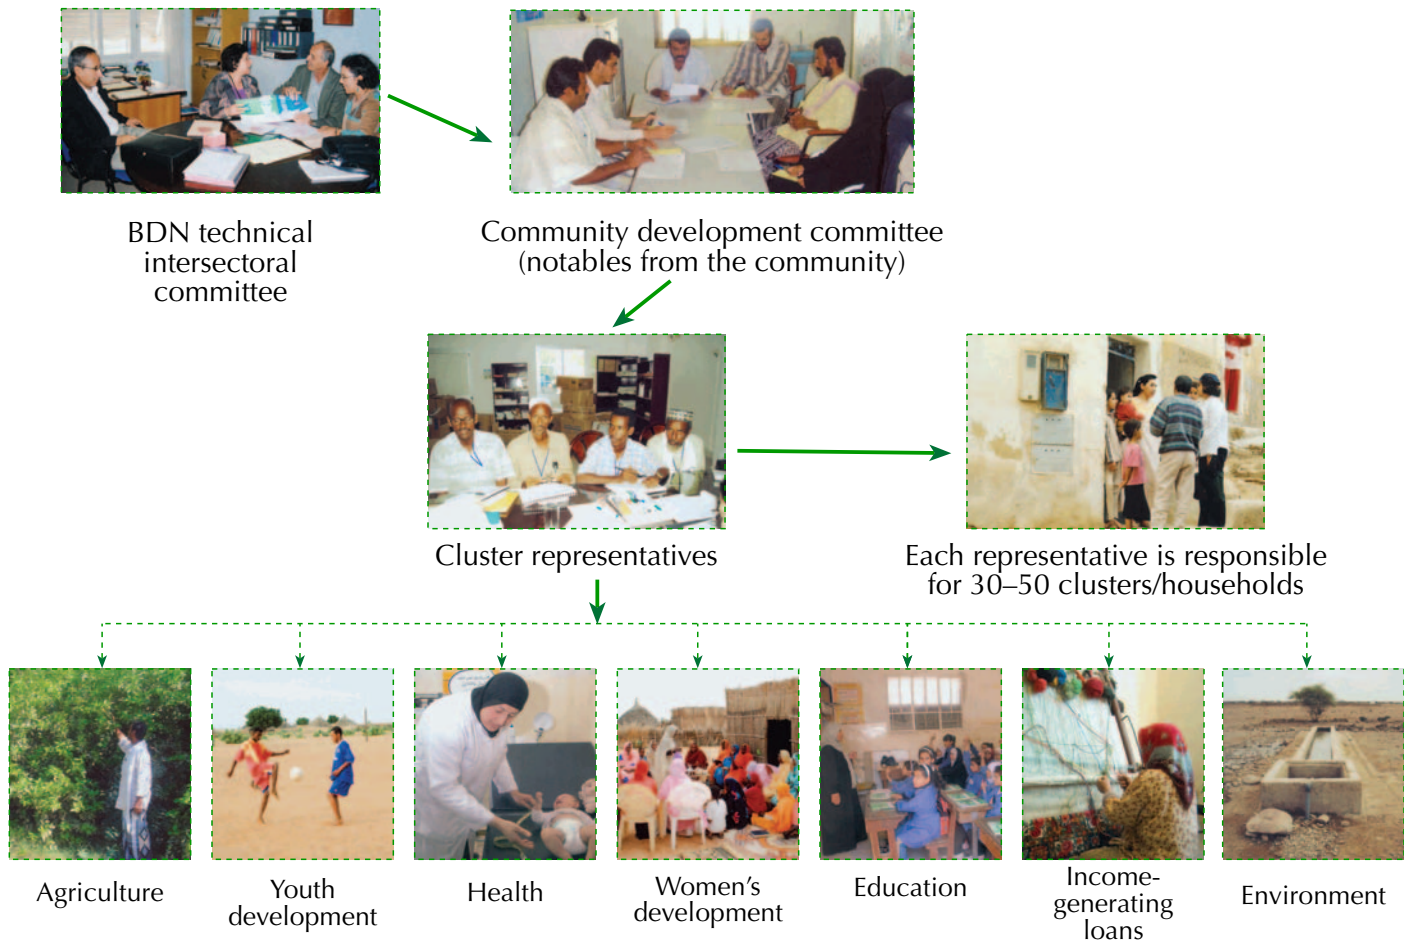 BDN technical
intersectoral
committee
Community development committee
(notables from the community)
Cluster representatives
Each representative is responsible
for 30–50 clusters/households
Agriculture
Youth
development
Health
Women’s
development
Education
Income-
generating
loans
Environment